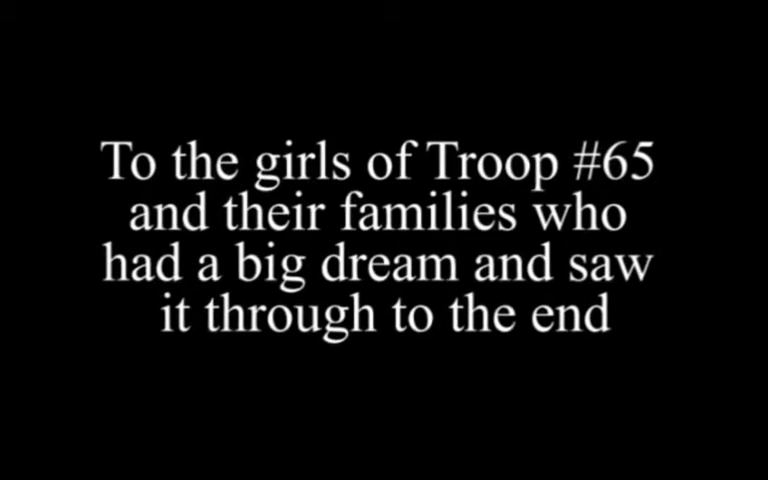 To the girls of Troop #65
and their families who
had a big dream and saw
it through to the end